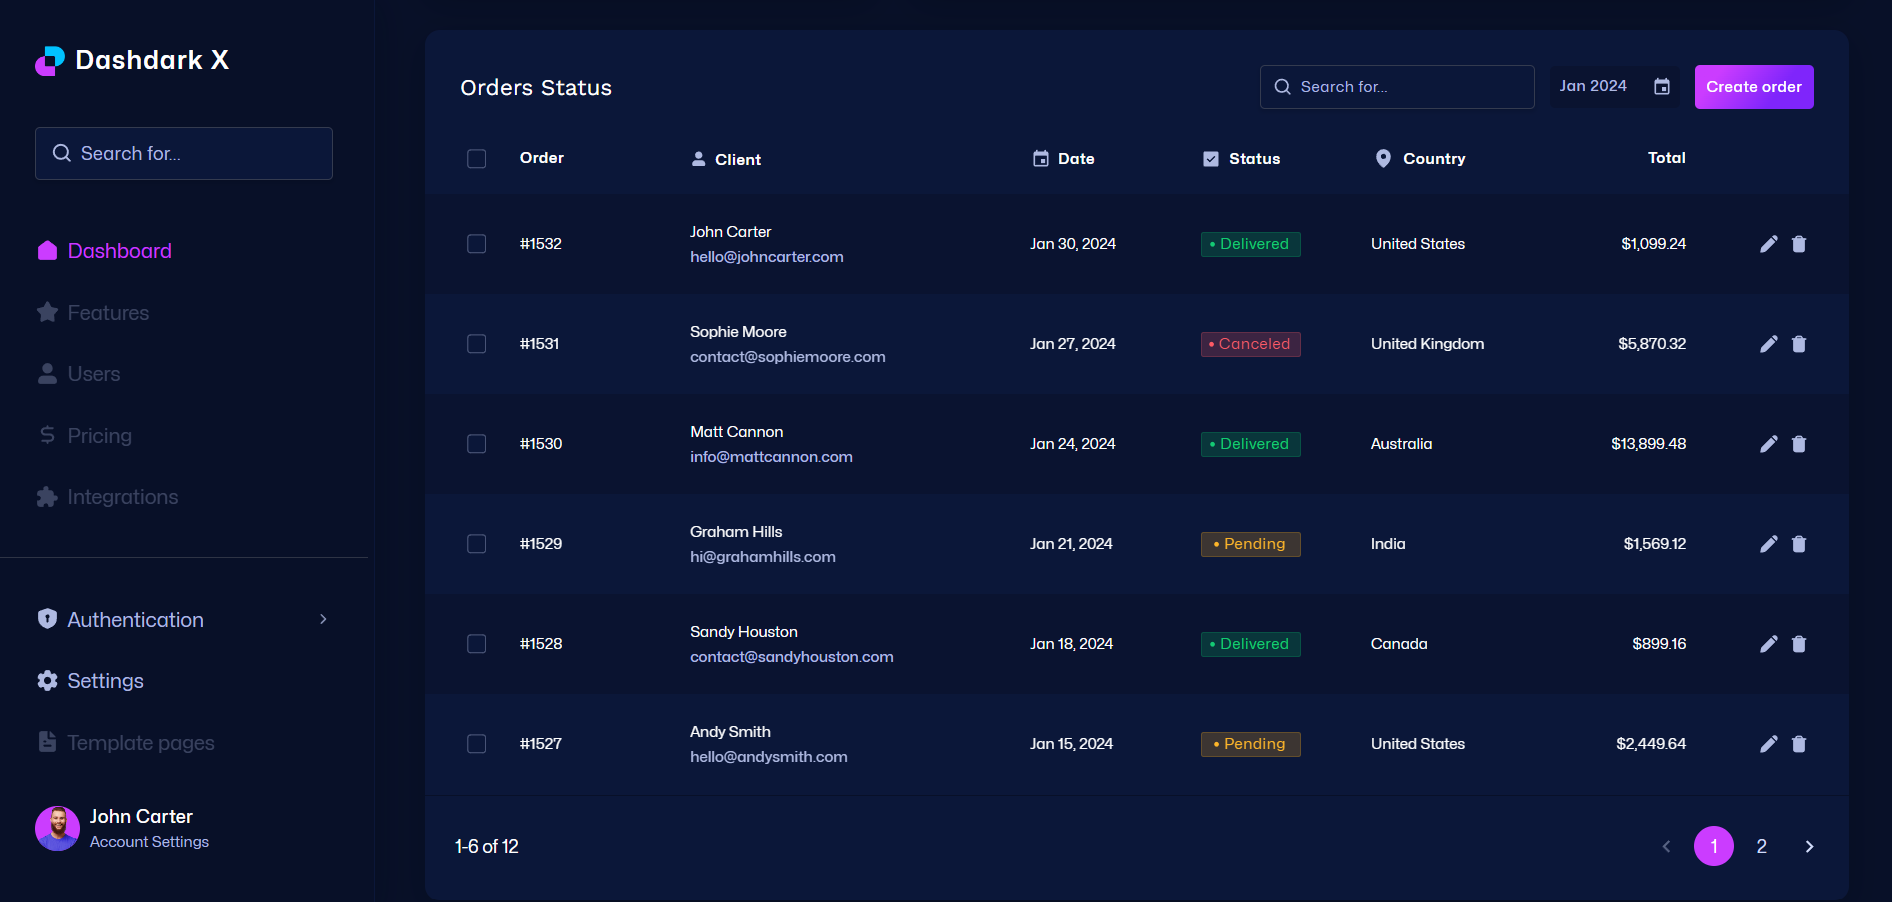 Dashdark X
Search for...
Dashboard
Features
Users
Pricing
Integrations
Authentication
Settings
Template pages
John Carter
Account Settings
Orders Status
Search for...
Jan 2024
Create order
Order Client Date Status Country Total
#1532 John Carter hello@johncarter.com Jan 30, 2024 • Delivered United States $1,099.24
#1531 Sophie Moore contact@sophiemoore.com Jan 27, 2024 • Canceled United Kingdom $5,870.32
#1530 Matt Cannon info@mattcannon.com Jan 24, 2024 • Delivered Australia $13,899.48
#1529 Graham Hills hi@grahamhills.com Jan 21, 2024 • Pending India $1,569.12
#1528 Sandy Houston contact@sandyhouston.com Jan 18, 2024 • Delivered Canada $899.16
#1527 Andy Smith hello@andysmith.com Jan 15, 2024 • Pending United States $2,449.64
1-6 of 12
1 2